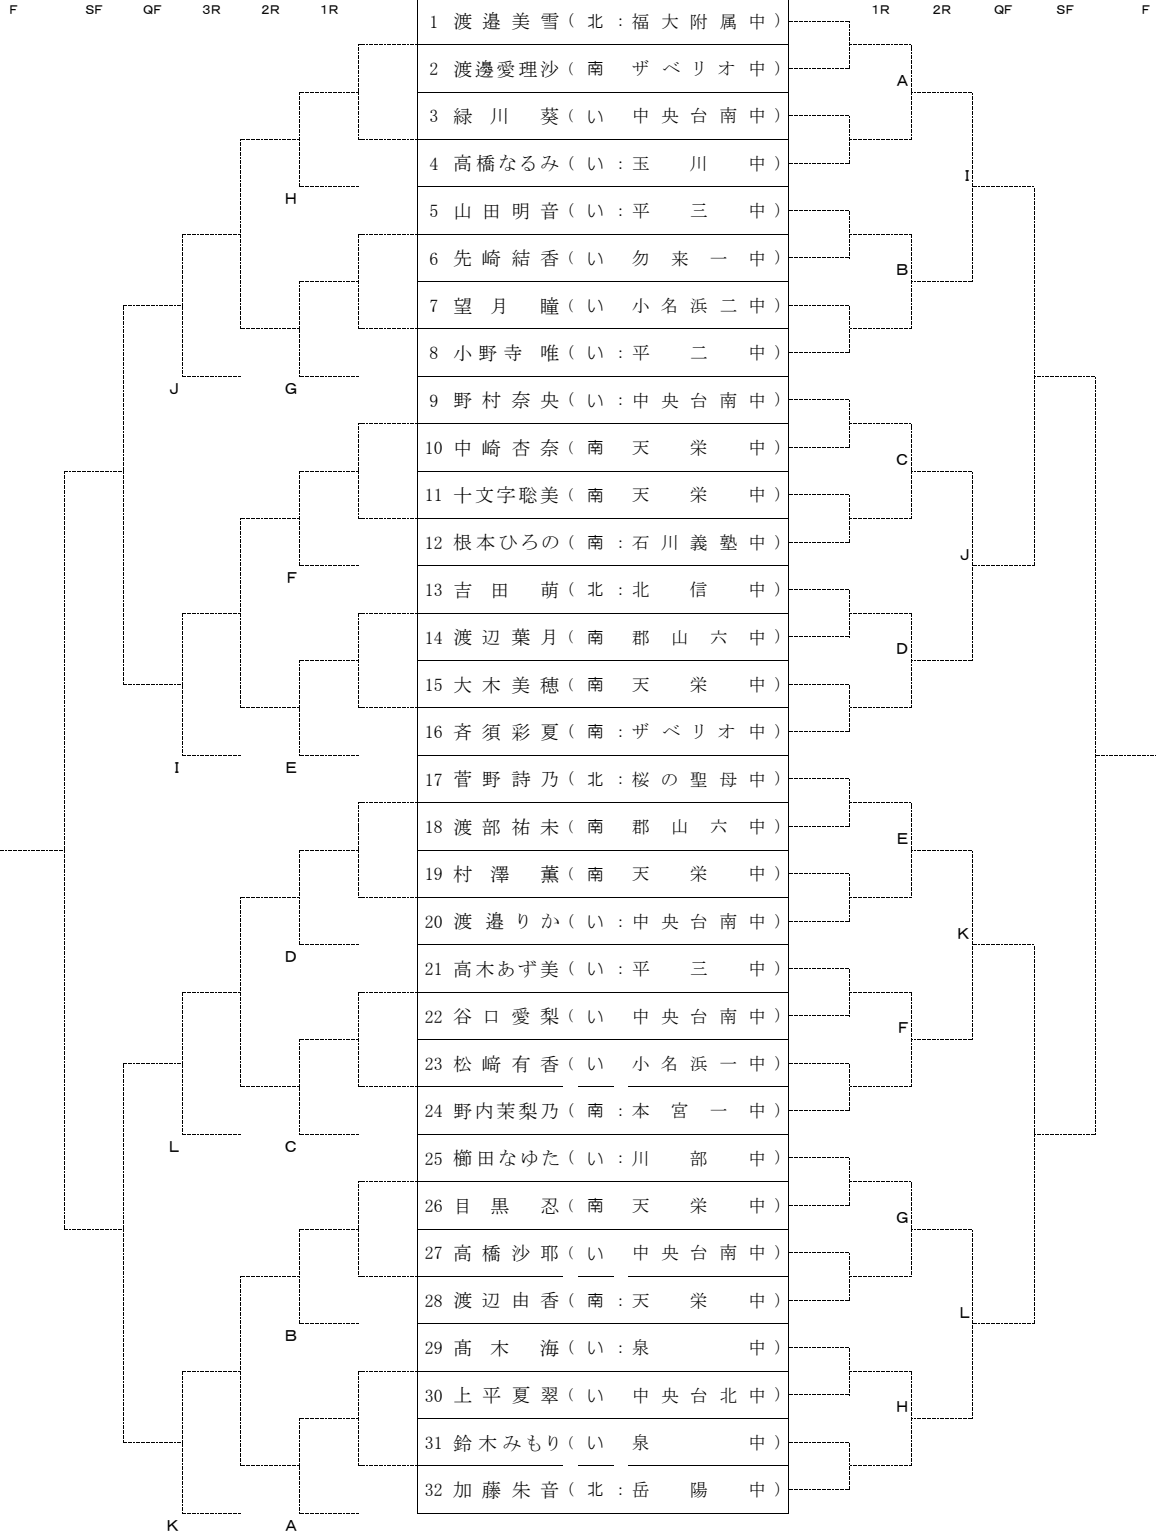 F SF QF 3R 2R 1R 1R 2R QF SF F
1 渡邉美雪(北:福大附属中)
2 渡邊愛理沙(南 ザベリオ中) A
3 緑川 葵(い 中央台南中)
4 高橋なるみ(い:玉川 中) I
H
5 山田明音(い:平三 中)
6 先崎結香(い 勿来一中) B
7 望月 瞳(い 小名浜二中)
8 小野寺唯(い:平二 中)
J G
9 野村奈央(い:中央台南中)
10 中崎杏奈(南 天栄 中) C
11 十文字聡美(南 天栄 中)
12 根本ひろの(南:石川義塾中) J
F
13 吉田 萌(北:北信 中)
14 渡辺葉月(南 郡山六中) D
15 大木美穂(南 天栄 中)
16 斉須彩夏(南:ザベリオ中)
I E
17 菅野詩乃(北:桜の聖母中)
18 渡部祐未(南 郡山六中) E
19 村澤 薫(南 天栄 中)
20 渡邉りか(い:中央台南中) K
D
21 高木あず美(い:平三 中)
22 谷口愛梨(い 中央台南中) F
23 松﨑有香(い 小名浜一中)
24 野内茉梨乃(南:本宮一中)
L C
25 櫛田なゆた(い:川部 中)
26 目黒 忍(南 天栄 中) G
27 高橋沙耶(い 中央台南中)
28 渡辺由香(南:天栄 中) L
B
29 髙木 海(い:泉 中)
30 上平夏翠(い 中央台北中) H
31 鈴木みもり(い 泉 中)
32 加藤朱音(北:岳陽 中)
K A